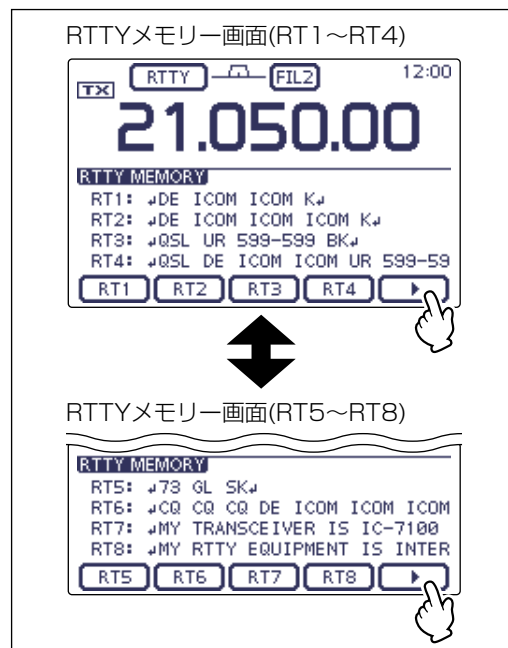 RTTYメモリー画面(RT1～RT4)
TX RTTY FIL2 12:00
21.050.00
RTTY MEMORY
RT1: ↲DE ICOM ICOM K↲
RT2: ↲DE ICOM ICOM ICOM K↲
RT3: ↲QSL UR 599-599 BK↲
RT4: ↲QSL DE ICOM ICOM UR 599-59
RT1 RT2 RT3 RT4 ▶
RTTYメモリー画面(RT5～RT8)
RTTY MEMORY
RT5: ↲73 GL SK↲
RT6: ↲CQ CQ CQ DE ICOM ICOM ICOM
RT7: ↲MY TRANSCEIVER IS IC-7100
RT8: ↲MY RTTY EQUIPMENT IS INTER
RT5 RT6 RT7 RT8 ▶